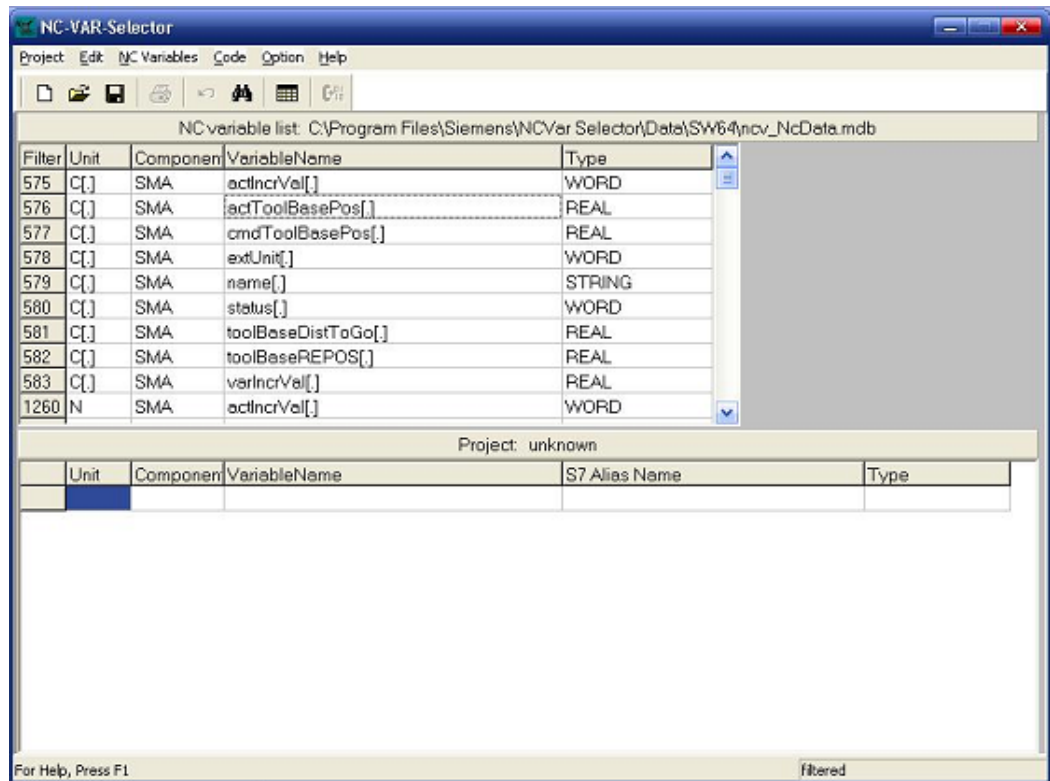 NC-VAR-Selector
Project Edit NC Variables Code Option Help
NC variable list: C:\Program Files\Siemens\NCVar Selector\Data\SW64\ncv_NcData.mdb
Filter Unit Componen VariableName Type
575 C[.] SMA actIncrVal[.] WORD
576 C[.] SMA actToolBasePos[.] REAL
577 C[.] SMA cmdToolBasePos[.] REAL
578 C[.] SMA extUnit[.] WORD
579 C[.] SMA name[.] STRING
580 C[.] SMA status[.] WORD
581 C[.] SMA toolBaseDistToGo[.] REAL
582 C[.] SMA toolBaseREPOS[.] REAL
583 C[.] SMA varIncrVal[.] REAL
1260 N SMA actIncrVal[.] WORD
Project: unknown
Unit Componen VariableName S7 Alias Name Type
For Help, Press F1 filtered